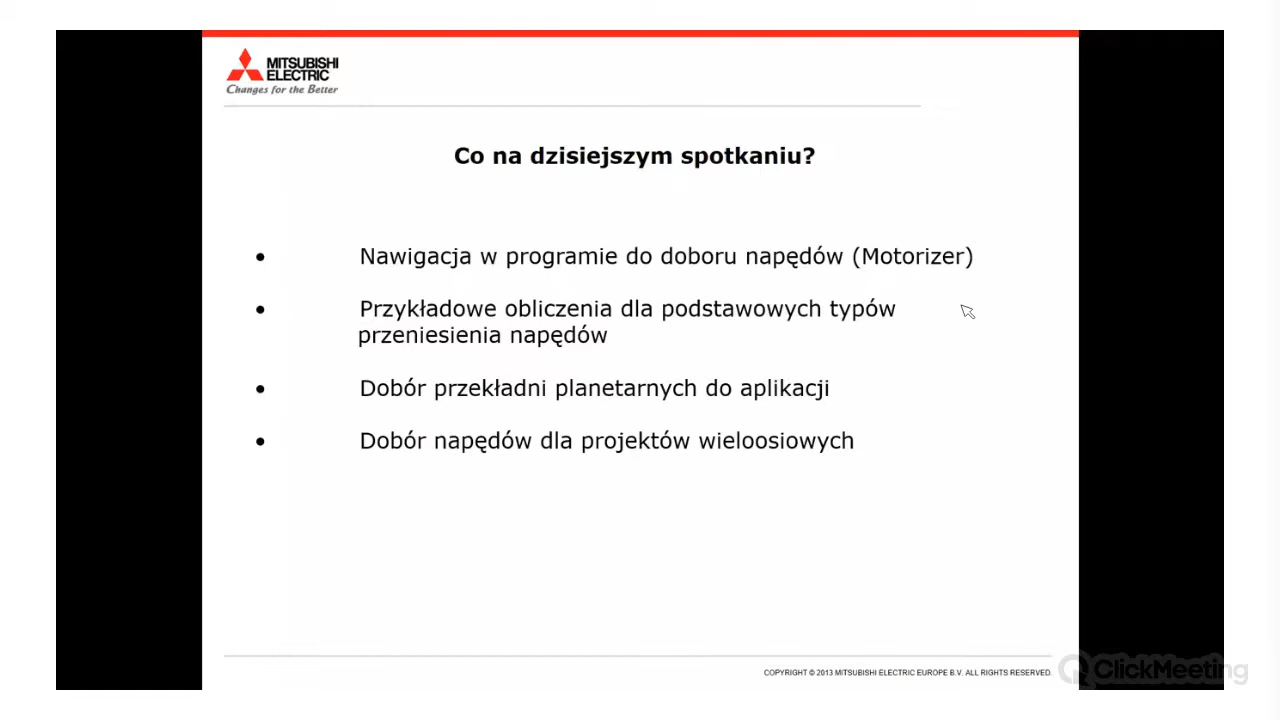 MITSUBISHI
ELECTRIC
Changes for the Better
Co na dzisiejszym spotkaniu?
• Nawigacja w programie do doboru napędów (Motorizer)
• Przykładowe obliczenia dla podstawowych typów
przeniesienia napędów
• Dobór przekładni planetarnych do aplikacji
• Dobór napędów dla projektów wieloosiowych
COPYRIGHT © 2013 MITSUBISHI ELECTRIC EUROPE B.V. ALL RIGHTS RESERVED.
ClickMeeting